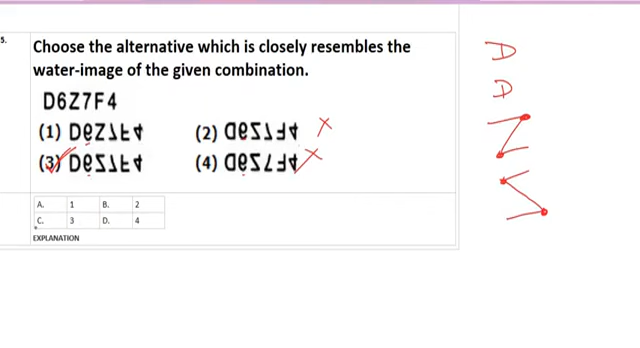 5. Choose the alternative which is closely resembles the
water-image of the given combination.
D6Z7F4
(1)
(2)
(3)
(4)
A. 1 B. 2
C. 3 D. 4
EXPLANATION
D
D